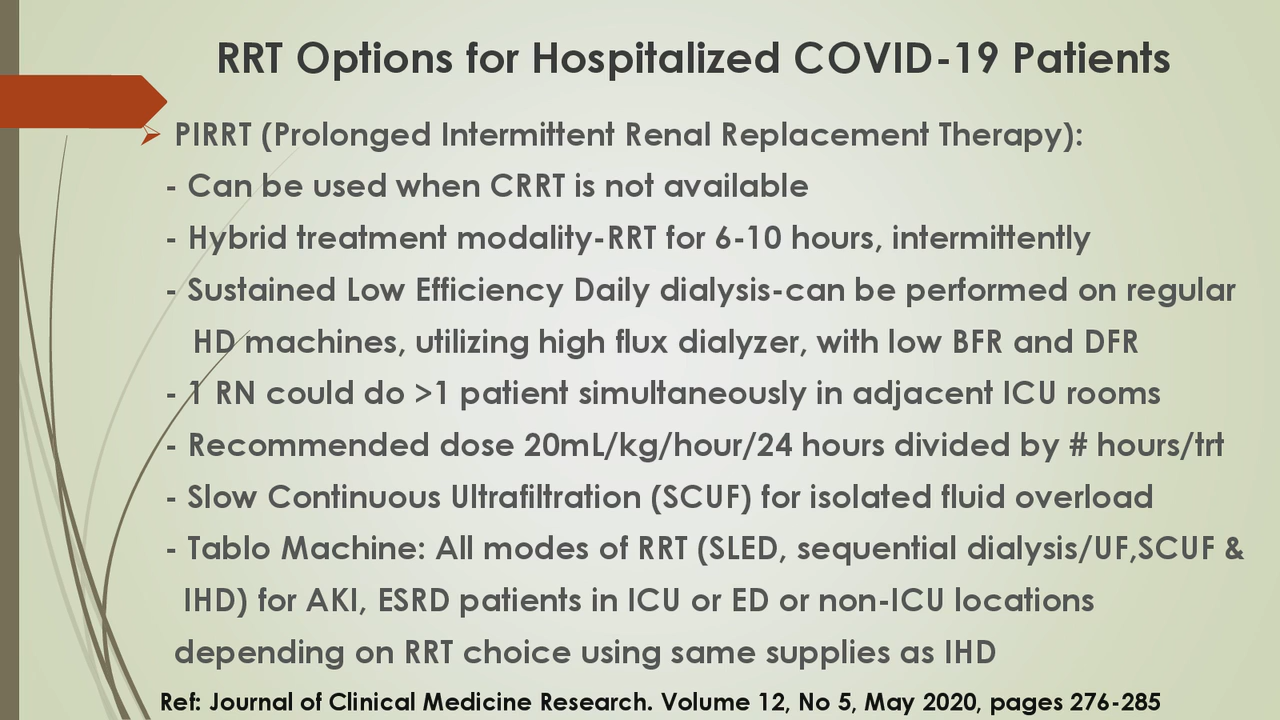 RRT Options for Hospitalized COVID-19 Patients
PIRRT (Prolonged Intermittent Renal Replacement Therapy):
- Can be used when CRRT is not available
- Hybrid treatment modality-RRT for 6-10 hours, intermittently
- Sustained Low Efficiency Daily dialysis-can be performed on regular
HD machines, utilizing high flux dialyzer, with low BFR and DFR
- 1 RN could do >1 patient simultaneously in adjacent ICU rooms
- Recommended dose 20mL/kg/hour/24 hours divided by # hours/trt
- Slow Continuous Ultrafiltration (SCUF) for isolated fluid overload
- Tablo Machine: All modes of RRT (SLED, sequential dialysis/UF,SCUF &
IHD) for AKI, ESRD patients in ICU or ED or non-ICU locations
depending on RRT choice using same supplies as IHD
Ref: Journal of Clinical Medicine Research. Volume 12, No 5, May 2020, pages 276-285